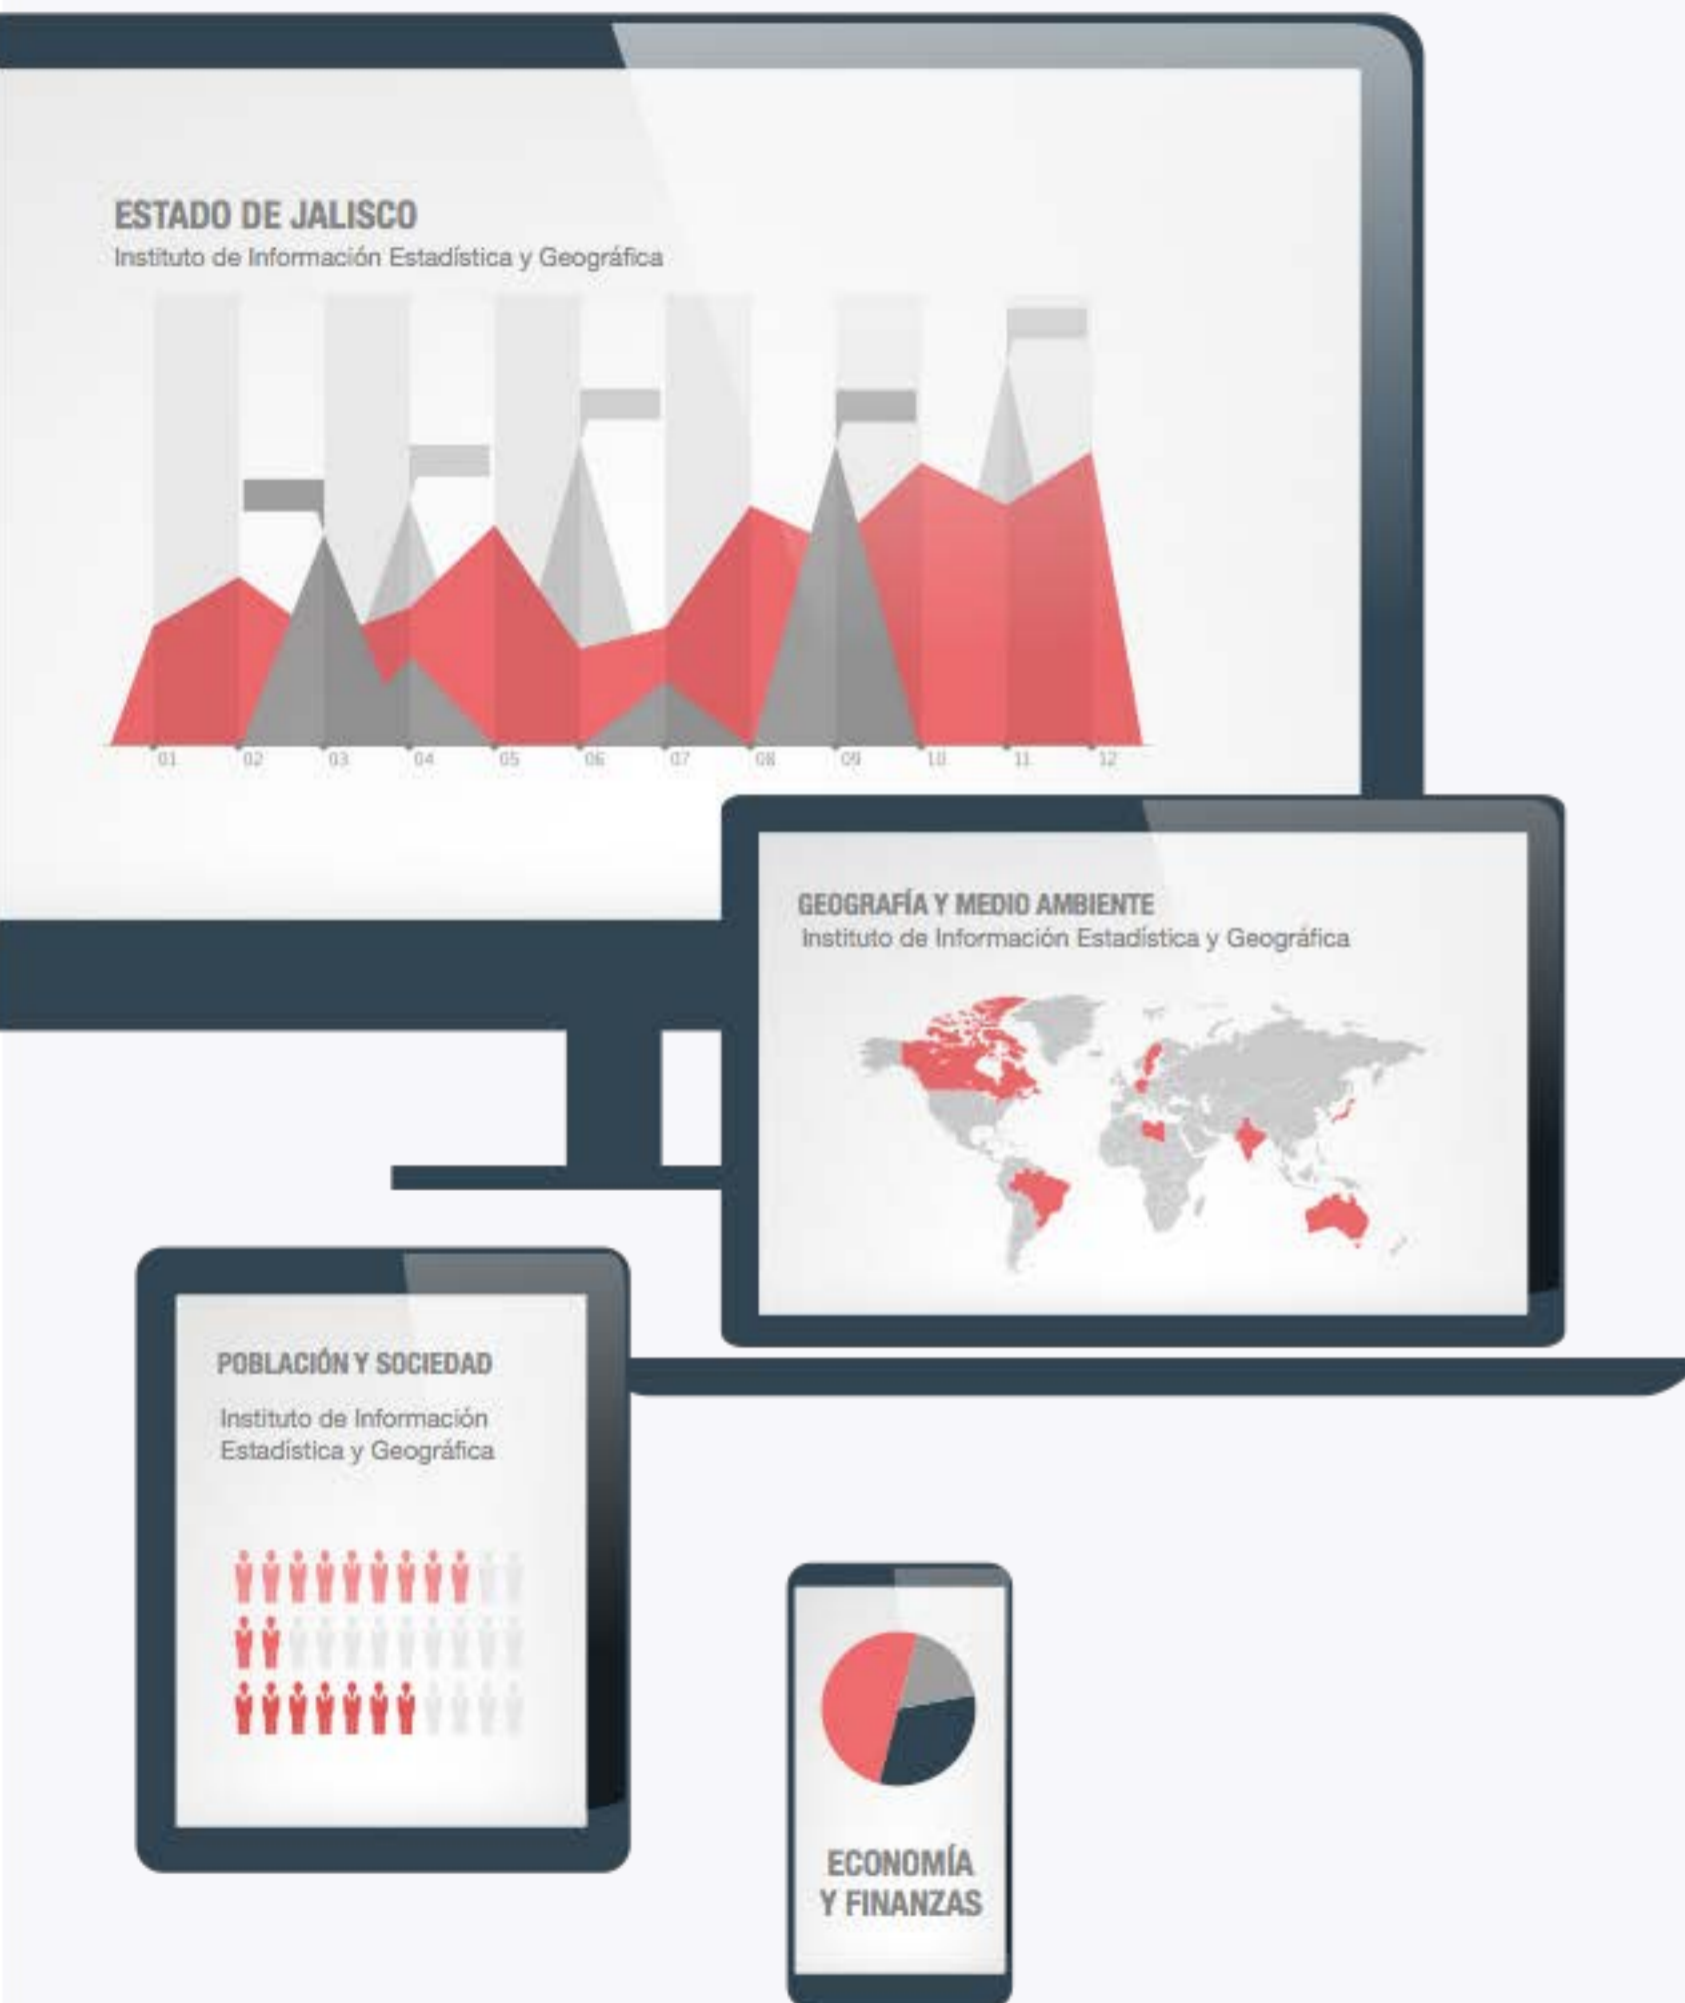 ESTADO DE JALISCO
Instituto de Información Estadística y Geográfica
01 02 03 04 05 06 07 08 09 10 11 12
GEOGRAFÍA Y MEDIO AMBIENTE
Instituto de Información Estadística y Geográfica
POBLACIÓN Y SOCIEDAD
Instituto de Información
Estadística y Geográfica
ECONOMÍA
Y FINANZAS